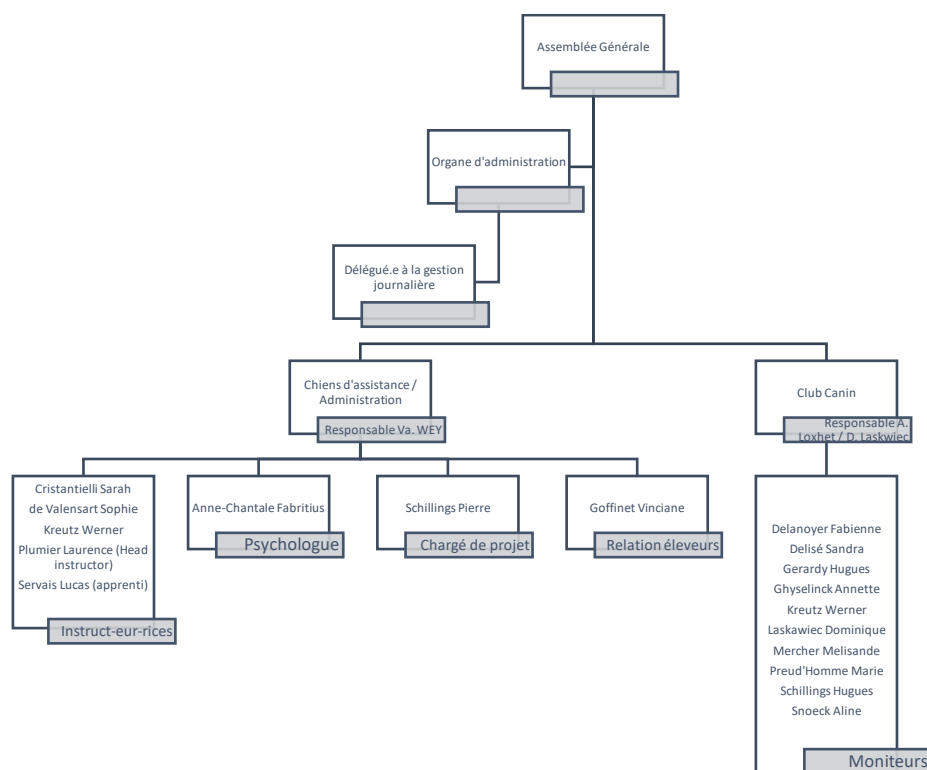 Assemblée Générale
Organe d'administration
Délégué.e à la gestion
journalière
Chiens d'assistance /
Administration
Responsable Va. WEY
Club Canin
Responsable A.
Loxhet / D. Laskwiec
Cristantielli Sarah
de Valensart Sophie
Kreutz Werner
Plumier Laurence (Head
instructor)
Servais Lucas (apprenti)
Instruct-eur-rices
Anne-Chantale Fabritius
Psychologue
Schillings Pierre
Chargé de projet
Goffinet Vinciane
Relation éleveurs
Delanoyer Fabienne
Delisé Sandra
Gerardy Hugues
Ghyselinck Annette
Kreutz Werner
Laskawiec Dominique
Mercher Melisande
Preud'Homme Marie
Schillings Hugues
Snoeck Aline
Moniteurs